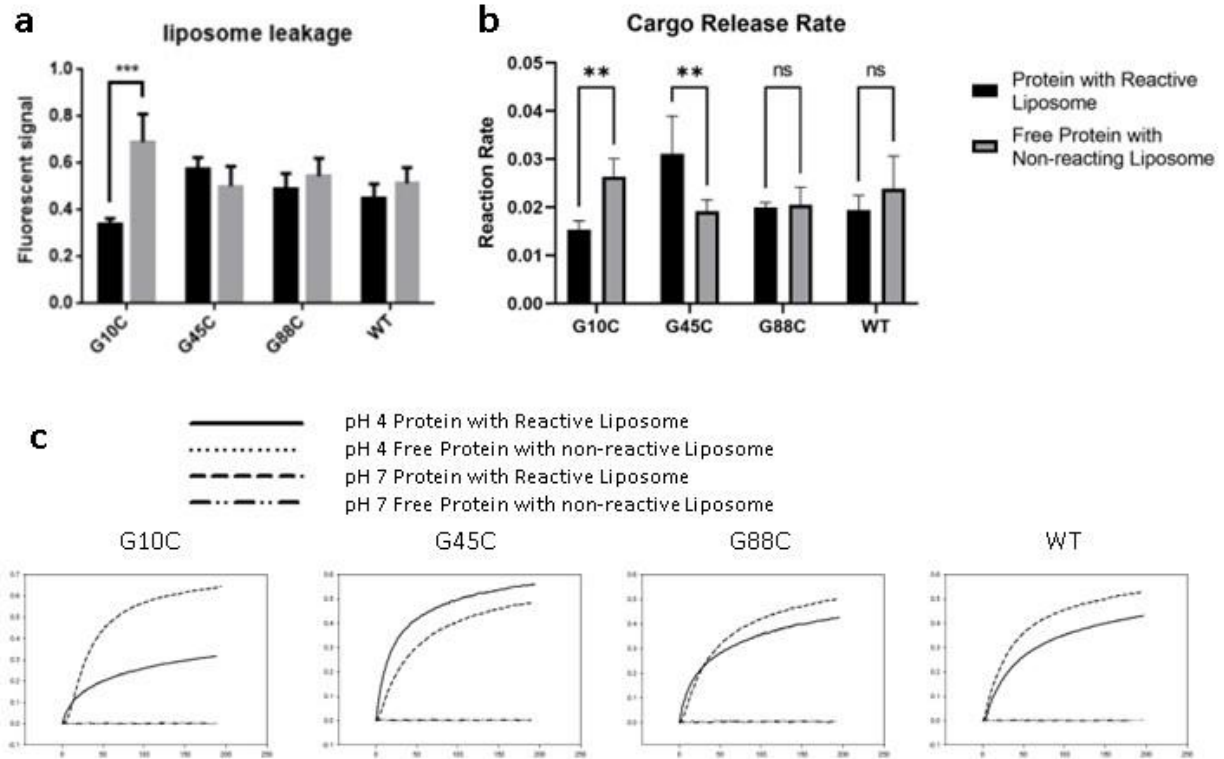 a
liposome leakage
Fluorescent signal
1.0
0.8
0.6
0.4
0.2
0.0
***
G10C
G45C
G88C
WT
b
Cargo Release Rate
Reaction Rate
0.05
0.04
0.03
0.02
0.01
0.00
**
**
ns
ns
G10C
G45C
G88C
WT
Protein with Reactive
Liposome
Free Protein with
Non-reacting Liposome
c
pH 4 Protein with Reactive Liposome
pH 4 Free Protein with non-reactive Liposome
pH 7 Protein with Reactive Liposome
pH 7 Free Protein with non-reactive Liposome
G10C
G45C
G88C
WT